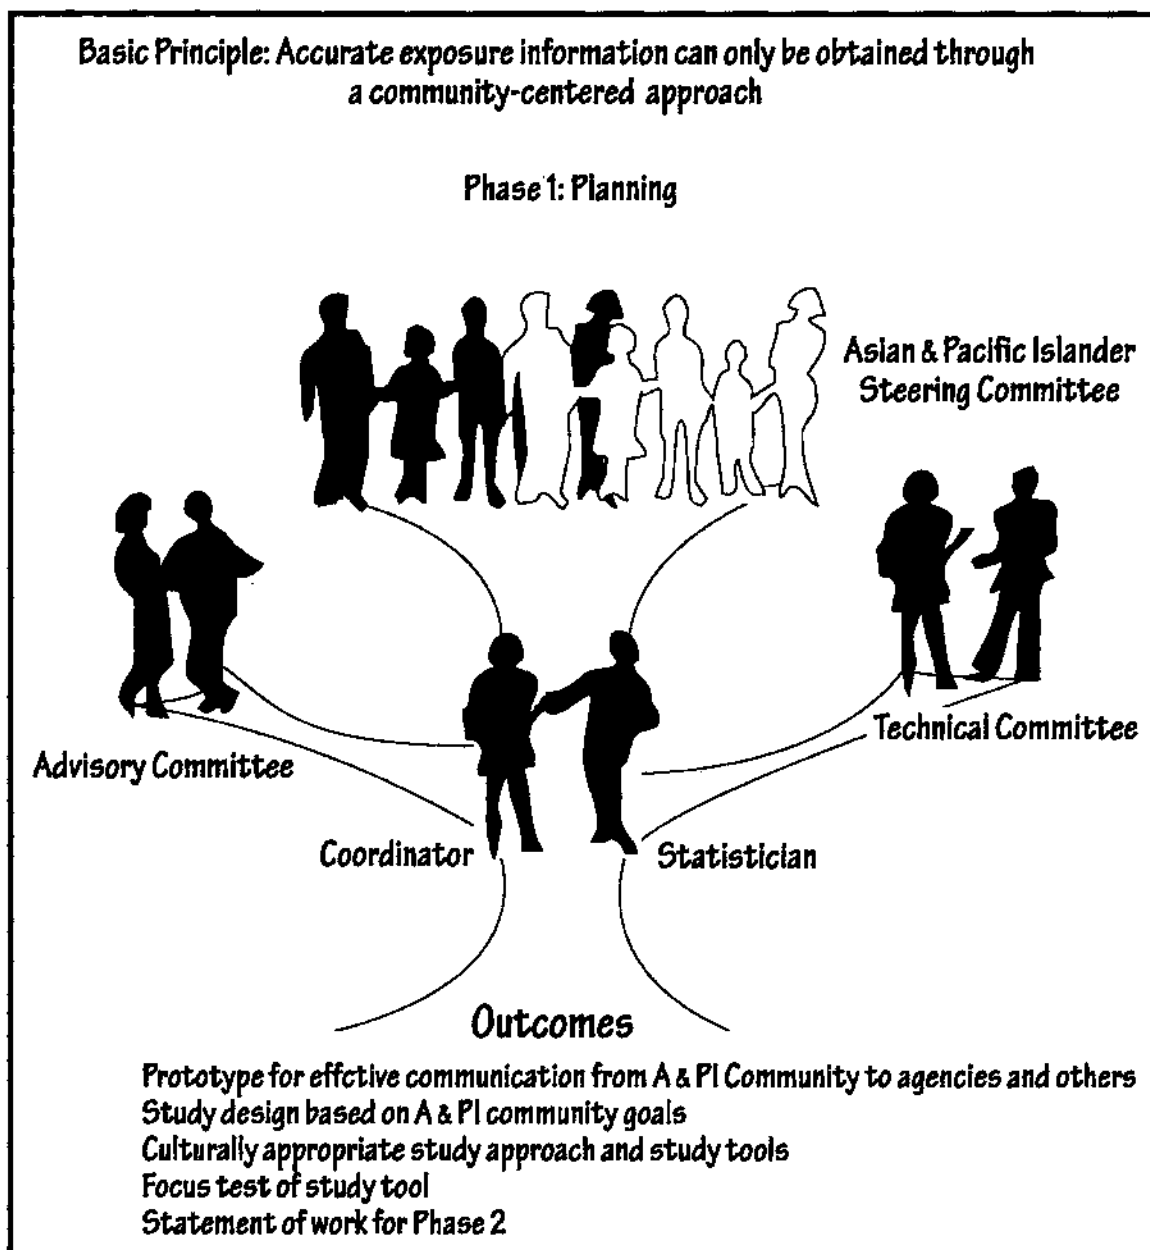 Basic Principle: Accurate exposure information can only be obtained through
a community-centered approach
Phase 1: Planning
Asian & Pacific Islander
Steering Committee
Technical Committee
Advisory Committee
Coordinator
Statistician
Outcomes
Prototype for effctive communication from A & PI Community to agencies and others
Study design based on A & PI community goals
Culturally appropriate study approach and study tools
Focus test of study tool
Statement of work for Phase 2